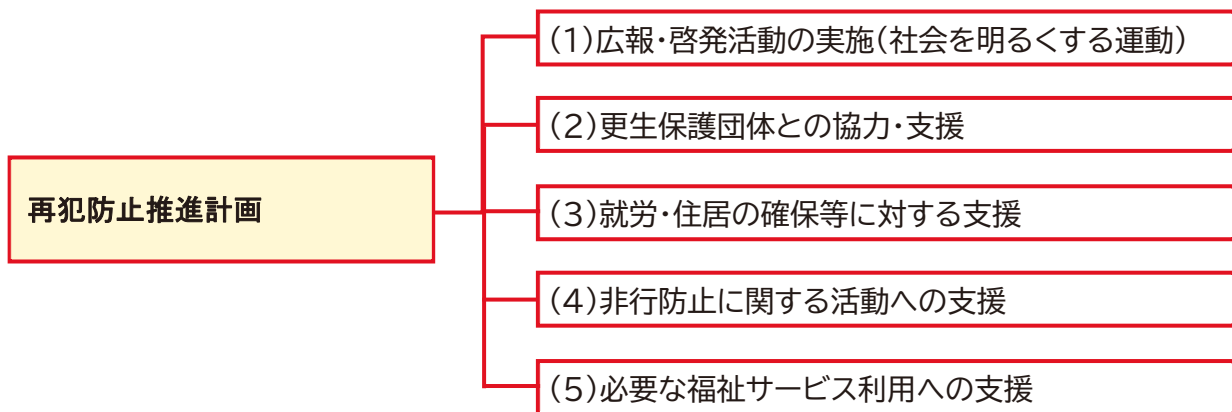 (1)広報・啓発活動の実施(社会を明るくする運動)
(2)更生保護団体との協力・支援
再犯防止推進計画
(3)就労・住居の確保等に対する支援
(4)非行防止に関する活動への支援
(5)必要な福祉サービス利用への支援